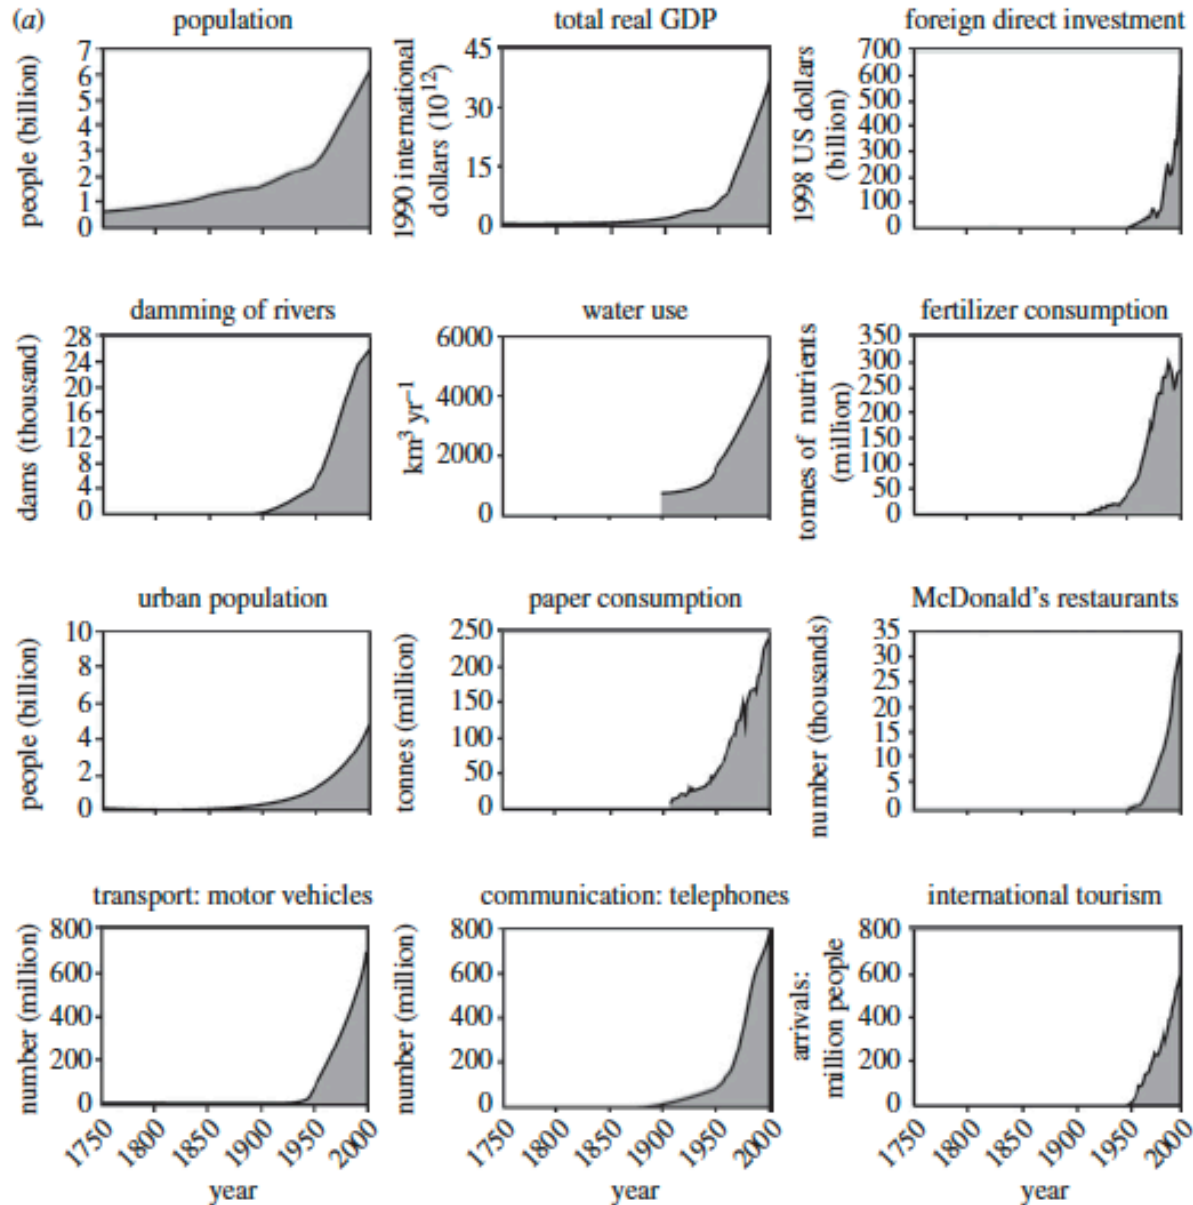 (a)
population
people (billion)
7
6
5
4
3
2
1
0
total real GDP
1990 international
dollars (10¹²)
45
30
15
0
foreign direct investment
1998 US dollars
(billion)
700
600
500
400
300
200
100
0
damming of rivers
dams (thousand)
28
24
20
16
12
8
4
0
water use
km³ yr⁻¹
6000
4000
2000
0
fertilizer consumption
tonnes of nutrients
(million)
350
300
250
200
150
100
50
0
urban population
people (billion)
10
8
6
4
2
0
paper consumption
tonnes (million)
250
200
150
100
50
0
McDonald's restaurants
number (thousands)
35
30
25
20
15
10
5
0
transport: motor vehicles
number (million)
800
600
400
200
0
1750 1800 1850 1900 1950 2000
year
communication: telephones
number (million)
800
600
400
200
0
1750 1800 1850 1900 1950 2000
year
international tourism
arrivals:
million people
800
600
400
200
0
1750 1800 1850 1900 1950 2000
year